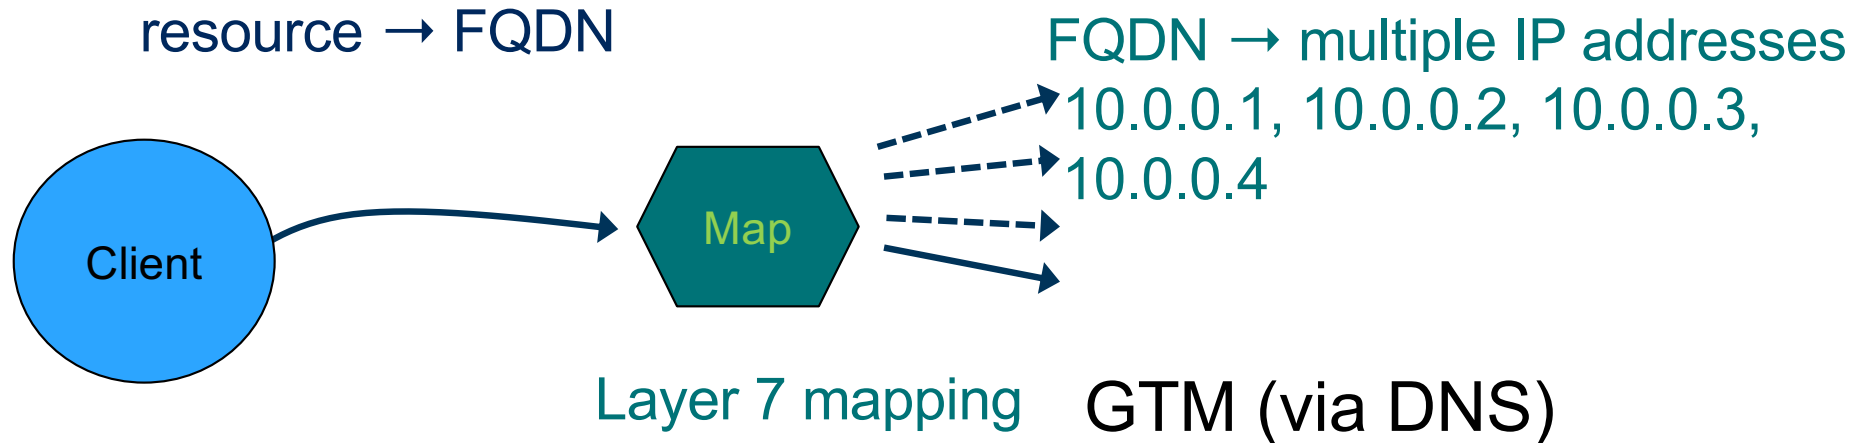 resource → FQDN
FQDN → multiple IP addresses
10.0.0.1, 10.0.0.2, 10.0.0.3,
10.0.0.4
Client
Map
Layer 7 mapping
GTM (via DNS)